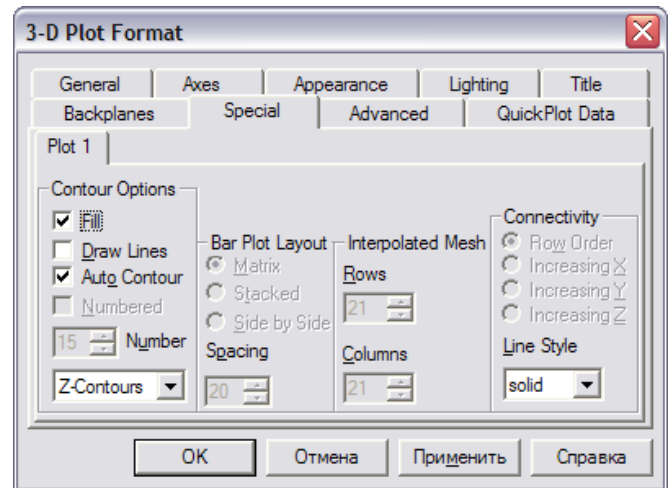 3-D Plot Format
General Axes Appearance Lighting Title
Backplanes Special Advanced QuickPlot Data
Plot 1
Contour Options
Fill
Draw Lines
Auto Contour
Numbered
15 Number
Z-Contours
Bar Plot Layout
Matrix
Stacked
Side by Side
Spacing
20
Interpolated Mesh
Rows
21
Columns
21
Connectivity
Row Order
Increasing X
Increasing Y
Increasing Z
Line Style
solid
OK Отмена Применить Справка